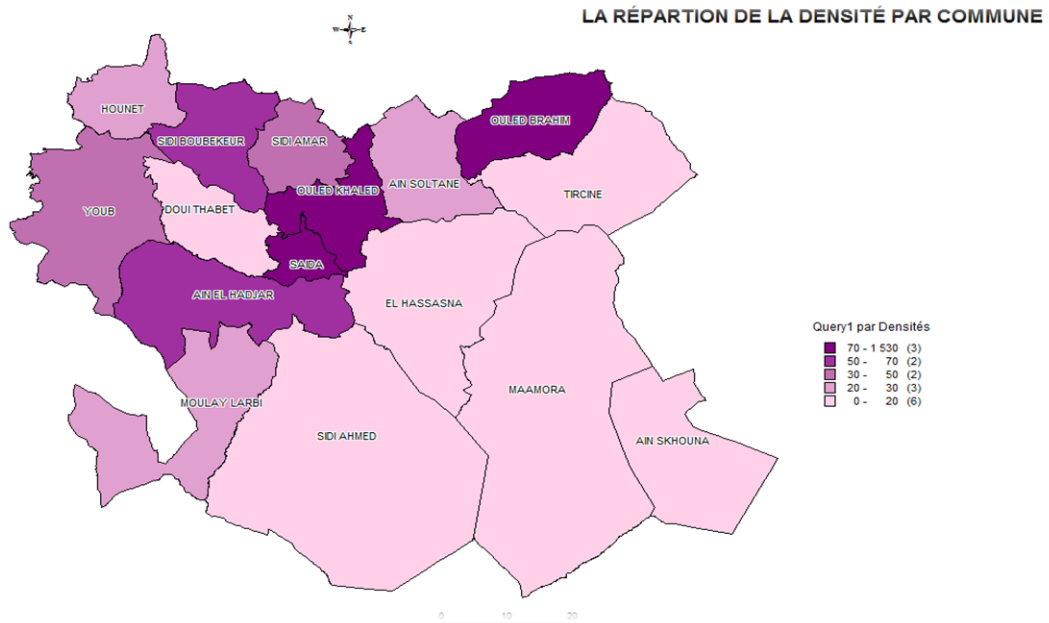 LA RÉPARTION DE LA DENSITÉ PAR COMMUNE
N
W E
S
HOUNET
OULED BRAHIM
SIDI BOUBEKEUR
SIDI AMAR
AIN SOLTANE
OULED KHALED
TIRCINE
YOUB
DOUI THABET
SAIDA
AIN EL HADJAR
EL HASSASNA
Query1 par Densités
70 - 1 530 (3)
50 - 70 (2)
30 - 50 (2)
20 - 30 (3)
0 - 20 (6)
MAAMORA
MOULAY LARBI
SIDI AHMED
AIN SKHOUNA
0 10 20